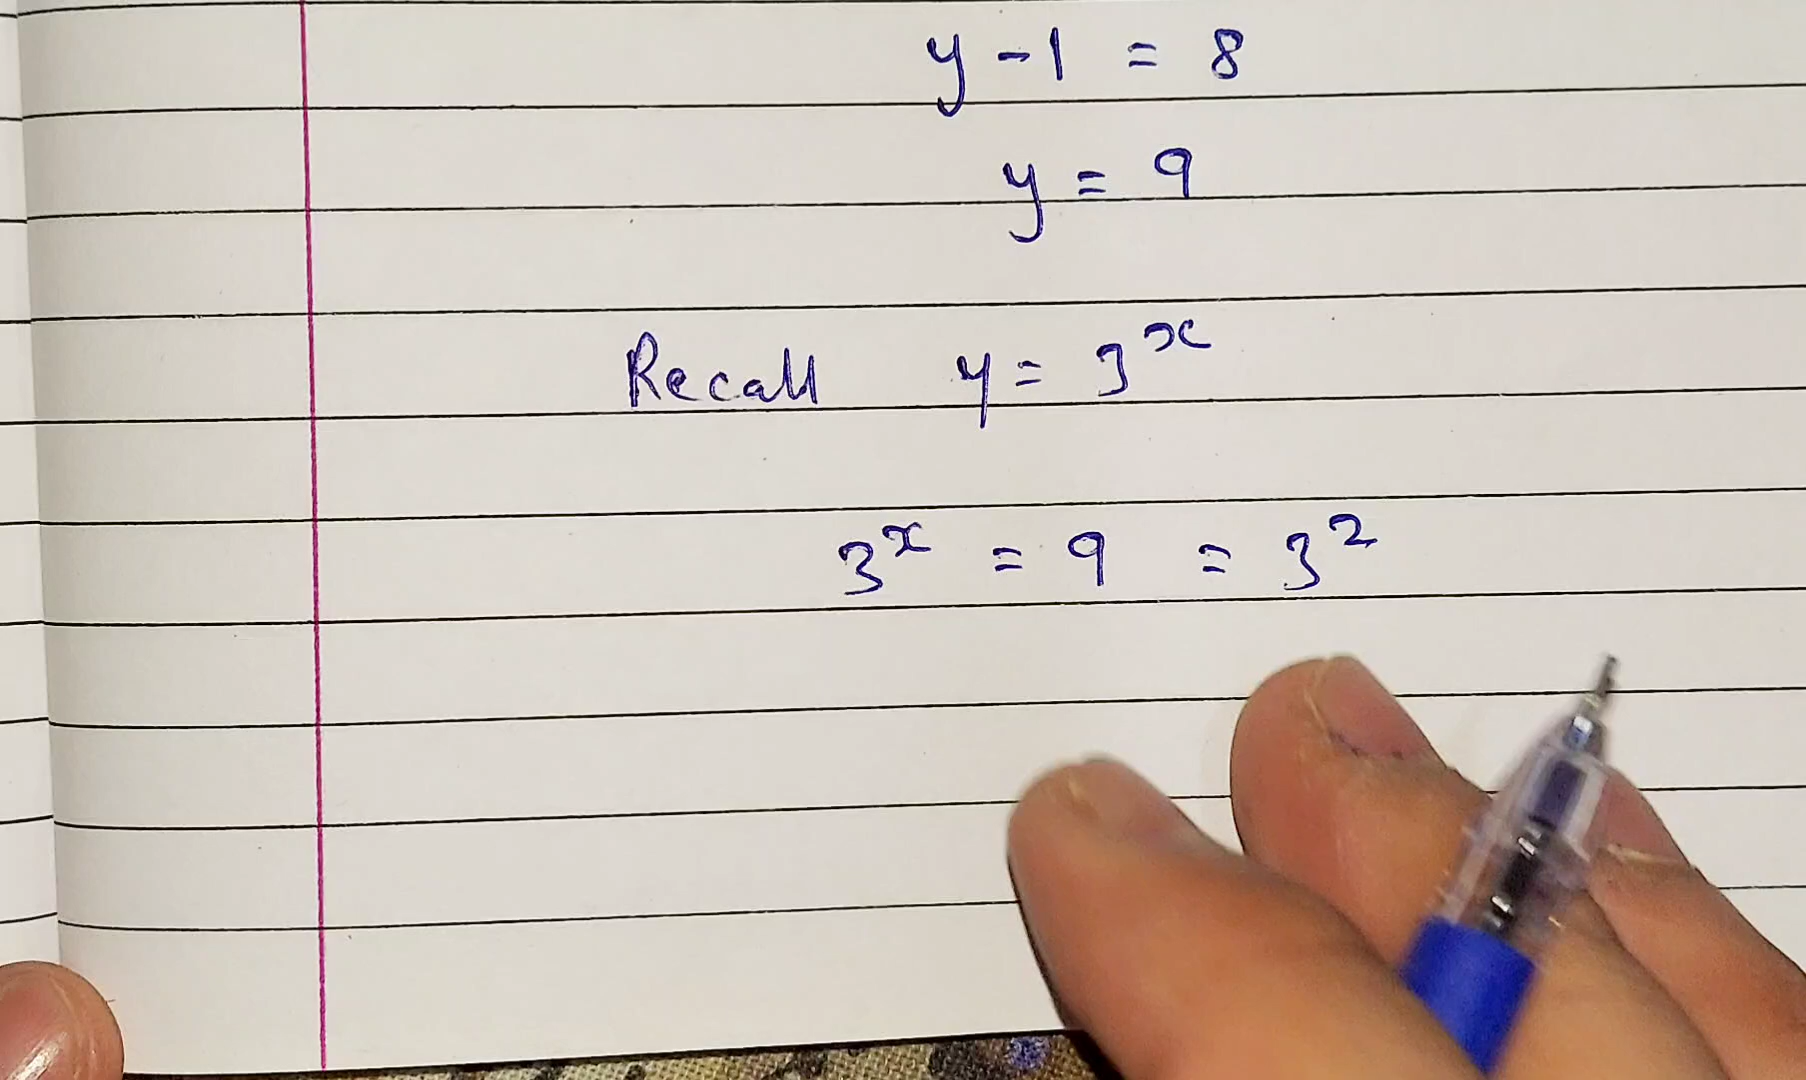 y - 1 = 8
y = 9
Recall y = 3^x
3^x = 9 = 3^2